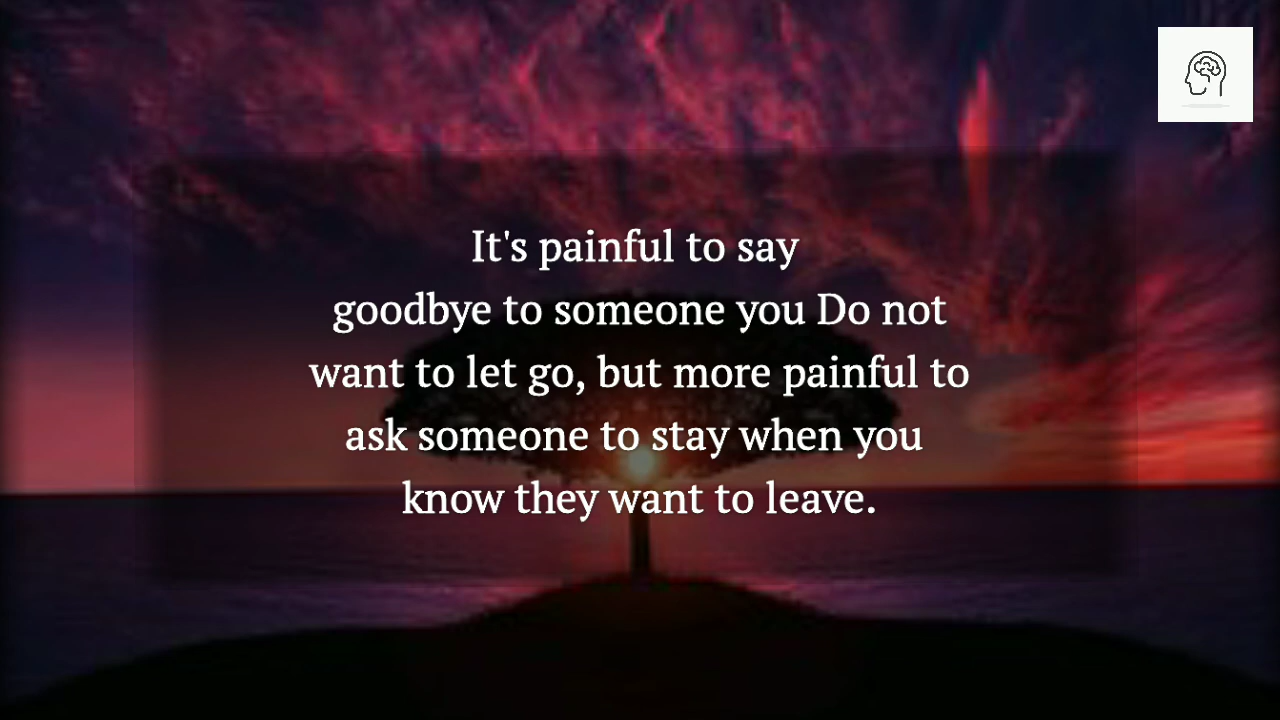 It's painful to say
goodbye to someone you Do not
want to let go, but more painful to
ask someone to stay when you
know they want to leave.